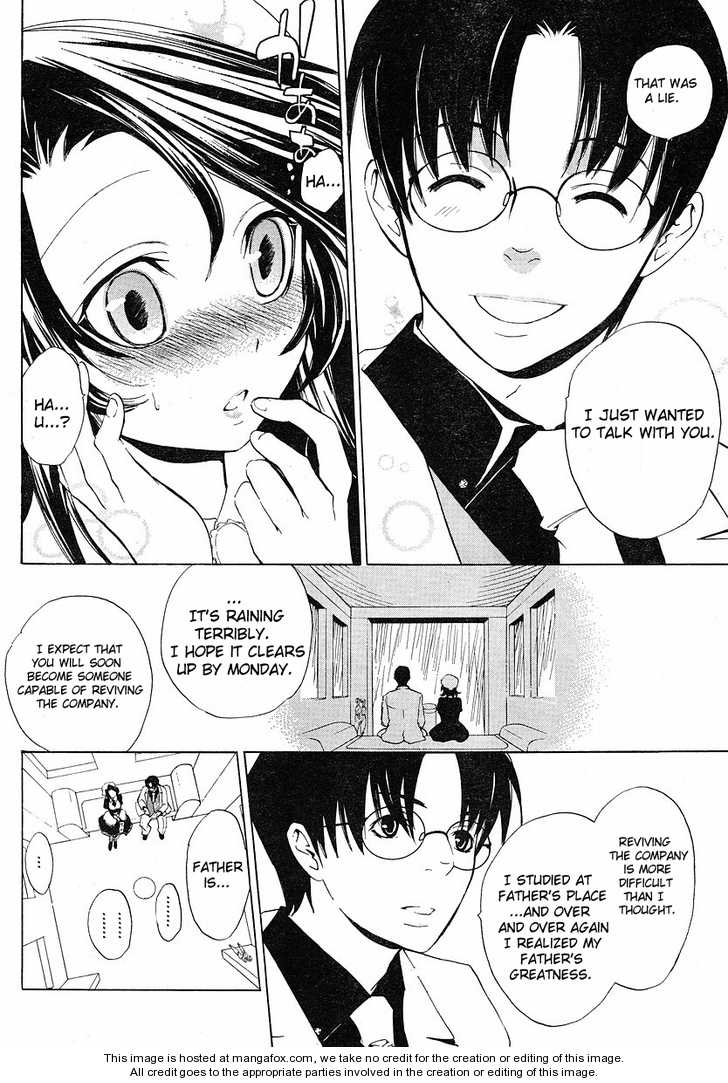 THAT WAS
A LIE.
I JUST WANTED
TO TALK WITH YOU.
HA...
HA...
U...?
...
IT'S RAINING
TERRIBLY.
I HOPE IT CLEARS
UP BY MONDAY.
I EXPECT THAT
YOU WILL SOON
BECOME SOMEONE
CAPABLE OF REVIVING
THE COMPANY.
REVIVING
THE COMPANY
IS MORE
DIFFICULT
THAN I
THOUGHT.
I STUDIED AT
FATHER'S PLACE
...AND OVER
AND OVER AGAIN
I REALIZED MY
FATHER'S
GREATNESS.
FATHER
IS...
...
....
....
This image is hosted at mangafox.com, we take no credit for the creation or editing of this image.
All credit goes to the appropriate parties involved in the creation or editing of this image.